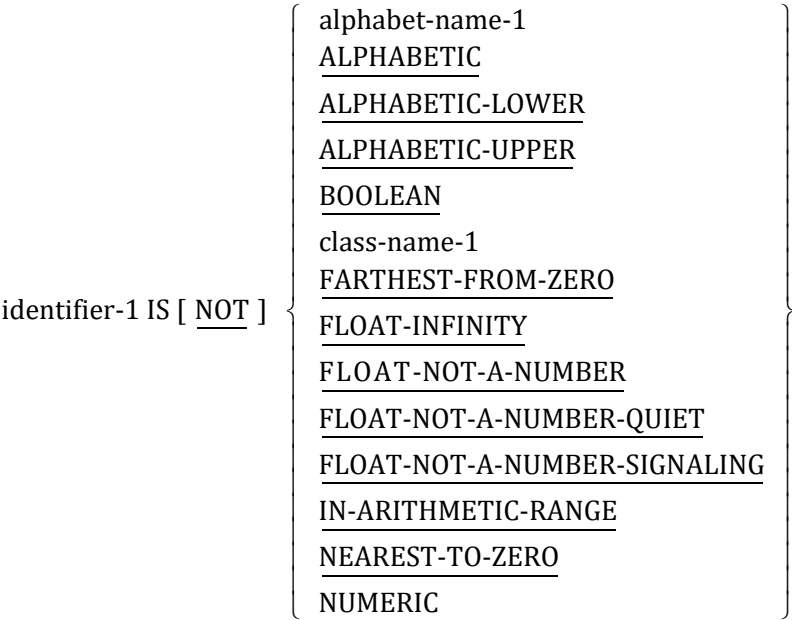 alphabet-name-1
ALPHABETIC
ALPHABETIC-LOWER
ALPHABETIC-UPPER
BOOLEAN
class-name-1
FARTHEST-FROM-ZERO
identifier-1 IS [ NOT ]
FLOAT-INFINITY
FLOAT-NOT-A-NUMBER
FLOAT-NOT-A-NUMBER-QUIET
FLOAT-NOT-A-NUMBER-SIGNALING
IN-ARITHMETIC-RANGE
NEAREST-TO-ZERO
NUMERIC